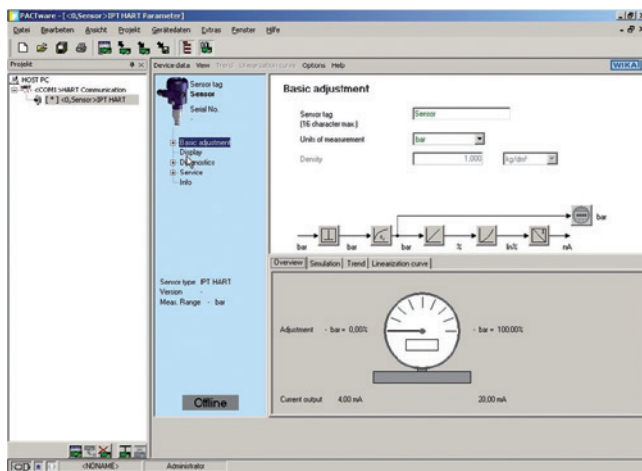 PACTware - [<0,Sensor>IPT HART Parameter]
Datei Bearbeiten Ansicht Projekt Gerätedaten Extras Fenster Hilfe
Projekt
HOST PC
<COM1>HART Communication
[ * ] <0,Sensor>IPT HART
Device data View Trend Linearization curve Options Help
WIKA
Sensor tag
Sensor
Serial No.
-
Basic adjustment
Display
Diagnostics
Service
Info
Sensor type IPT HART
Version -
Meas. Range - bar
Offline
Basic adjustment
Sensor tag Sensor
(16 character max.)
Units of measurement bar
Density 1,000 kg/dm³
bar
bar bar bar % lin% mA
Overview Simulation Trend Linearization curve
Adjustment - bar = 0,00% - bar = 100.00%
Current output 4,00 mA 20,00 mA
<NONAME> Administrator